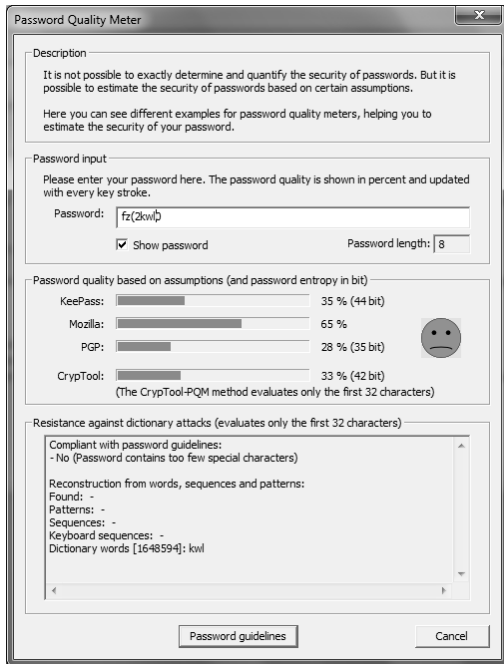 Password Quality Meter
Description
It is not possible to exactly determine and quantify the security of passwords. But it is
possible to estimate the security of passwords based on certain assumptions.
Here you can see different examples for password quality meters, helping you to
estimate the security of your password.
Password input
Please enter your password here. The password quality is shown in percent and updated
with every key stroke.
Password: fz(2kwl)
Show password Password length: 8
Password quality based on assumptions (and password entropy in bit)
KeePass: 35 % (44 bit)
Mozilla: 65 %
PGP: 28 % (35 bit)
CrypTool: 33 % (42 bit)
(The CrypTool-PQM method evaluates only the first 32 characters)
Resistance against dictionary attacks (evaluates only the first 32 characters)
Compliant with password guidelines:
- No (Password contains too few special characters)
Reconstruction from words, sequences and patterns:
Found: -
Patterns: -
Sequences: -
Keyboard sequences: -
Dictionary words [1648594]: kwl
Password guidelines Cancel